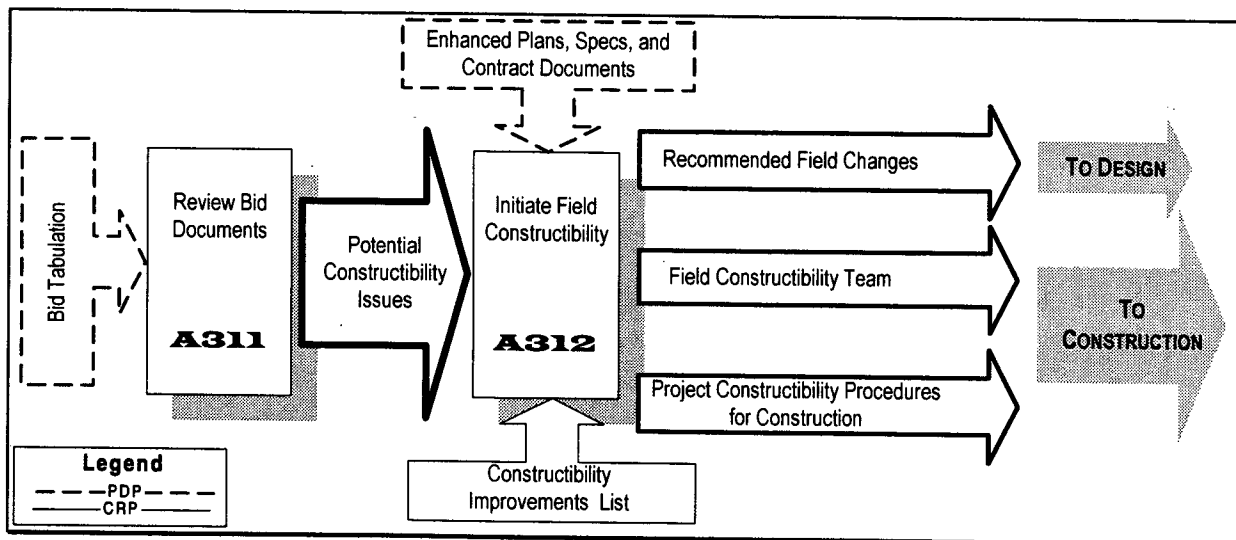 Enhanced Plans, Specs, and
Contract Documents
Bid Tabulation
Review Bid
Documents
A311
Potential
Constructibility
Issues
Initiate Field
Constructibility
A312
Recommended Field Changes
Field Constructibility Team
Project Constructibility Procedures
for Construction
TO DESIGN
TO
CONSTRUCTION
Constructibility
Improvements List
Legend
PDP
CRP